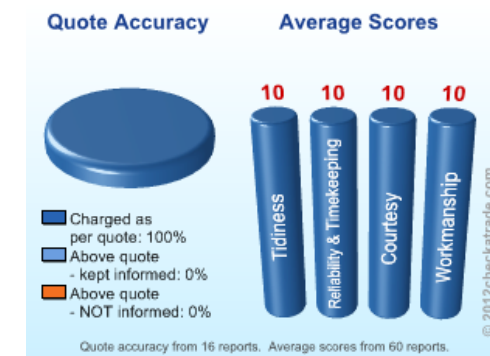 Quote Accuracy
Charged as
per quote: 100%
Above quote
- kept informed: 0%
Above quote
- NOT informed: 0%
Average Scores
10 10 10 10
Tidiness
Reliability & Timekeeping
Courtesy
Workmanship
© 2012checkatrade.com
Quote accuracy from 16 reports. Average scores from 60 reports.